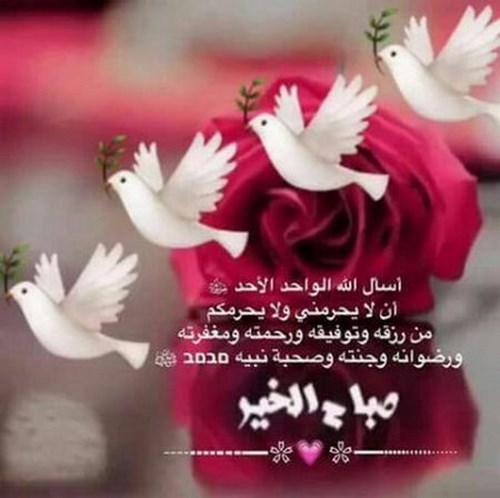 أسأل الله الواحد الأحد ﷻ
أن لا يحرمني ولا يحرمكم
من رزقه وتوفيقه ورحمته ومغفرته
ورضوانه وجنته وصحبة نبيه محمد ﷺ
صباح الخير